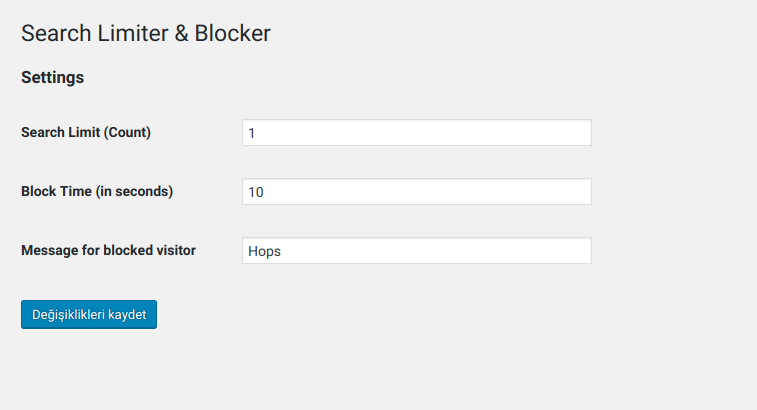 Search Limiter & Blocker
Settings
Search Limit (Count)
1
Block Time (in seconds)
10
Message for blocked visitor
Hops
Değişiklikleri kaydet